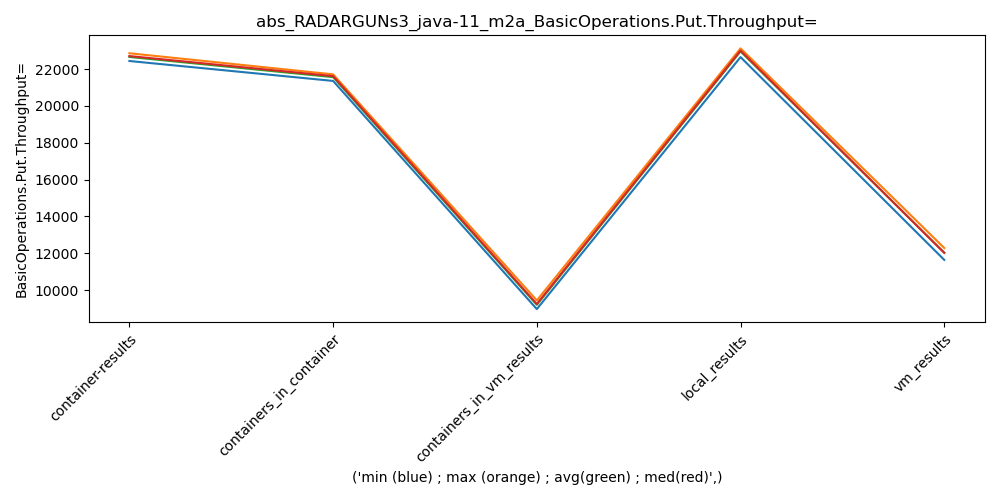 abs_RADARGUNs3_java-11_m2a_BasicOperations.Put.Throughput=
BasicOperations.Put.Throughput=
22000
20000
18000
16000
14000
12000
10000
container-results
containers_in_container
containers_in_vm_results
local_results
vm_results
('min (blue) ; max (orange) ; avg(green) ; med(red)',)